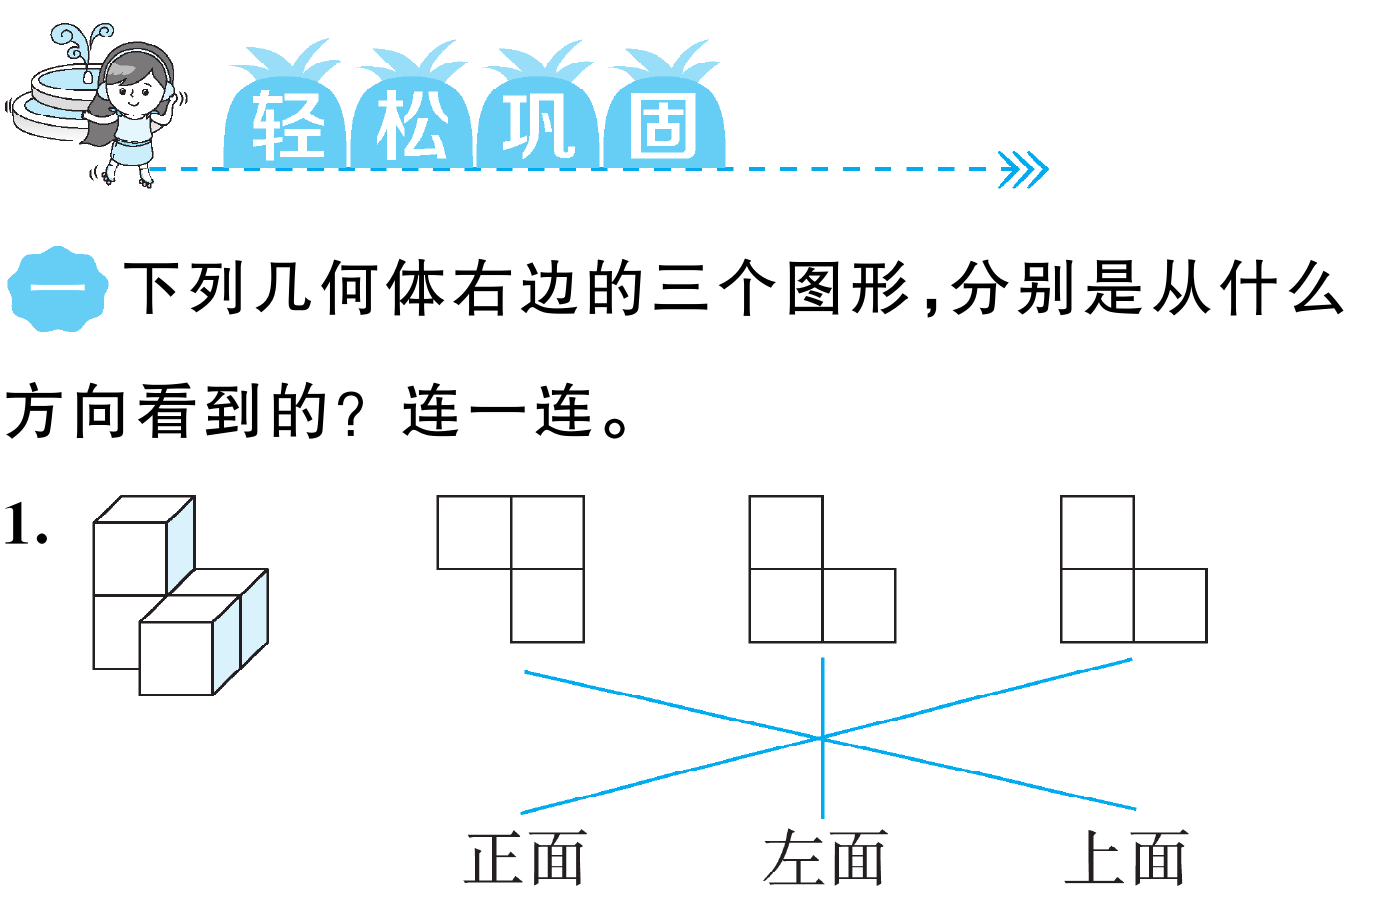 轻松巩固
一 下列几何体右边的三个图形,分别是从什么
方向看到的? 连一连。
1.
正面 左面 上面